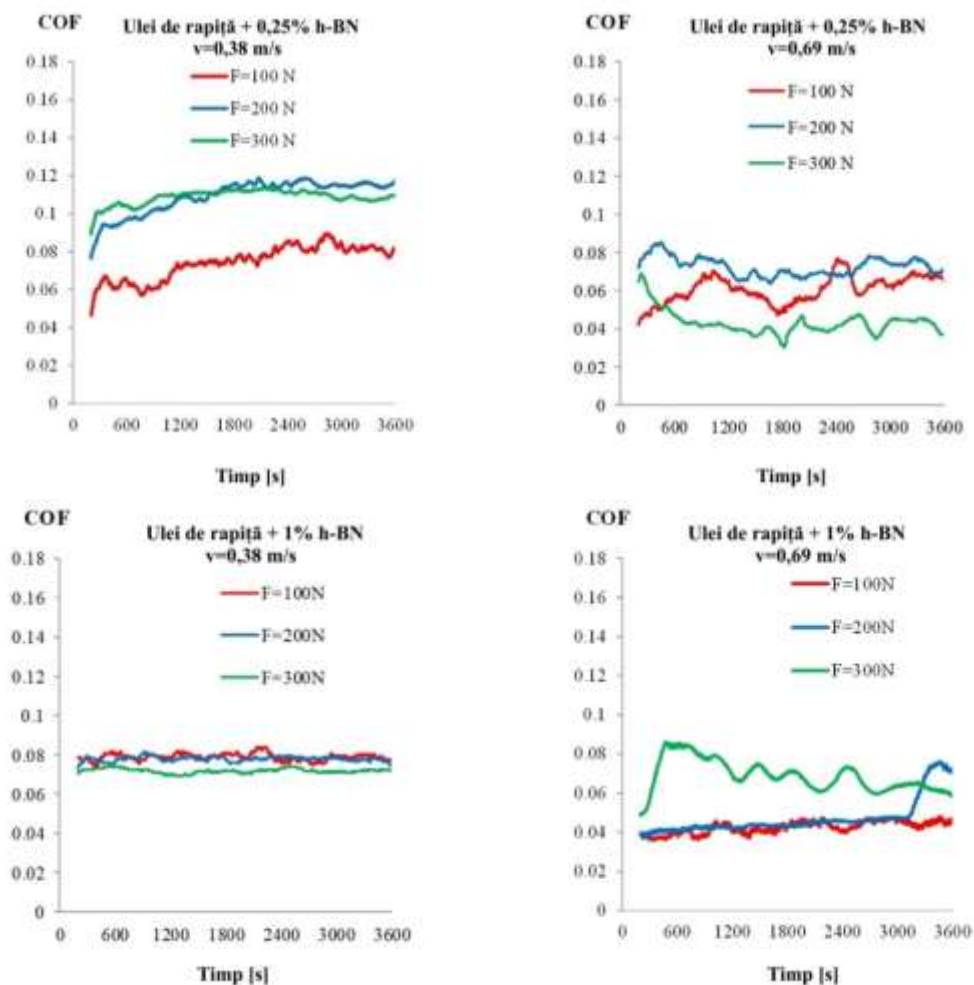 COF
Ulei de rapiță + 0,25% h-BN
v=0,38 m/s
0.18
0.16
0.14
0.12
0.1
0.08
0.06
0.04
0.02
0
F=100 N
F=200 N
F=300 N
0 600 1200 1800 2400 3000 3600
Timp [s]
Ulei de rapiță + 0,25% h-BN
v=0,69 m/s
0.18
0.16
0.14
0.12
0.1
0.08
0.06
0.04
0.02
0
F=100 N
F=200 N
F=300 N
0 600 1200 1800 2400 3000 3600
Timp [s]
COF
Ulei de rapiță + 1% h-BN
v=0,38 m/s
0.18
0.16
0.14
0.12
0.1
0.08
0.06
0.04
0.02
0
F=100N
F=200N
F=300N
0 600 1200 1800 2400 3000 3600
Timp [s]
COF
Ulei de rapiță + 1% h-BN
v=0,69 m/s
0.18
0.16
0.14
0.12
0.1
0.08
0.06
0.04
0.02
0
F=100N
F=200N
F=300N
0 600 1200 1800 2400 3000 3600
Timp [s]